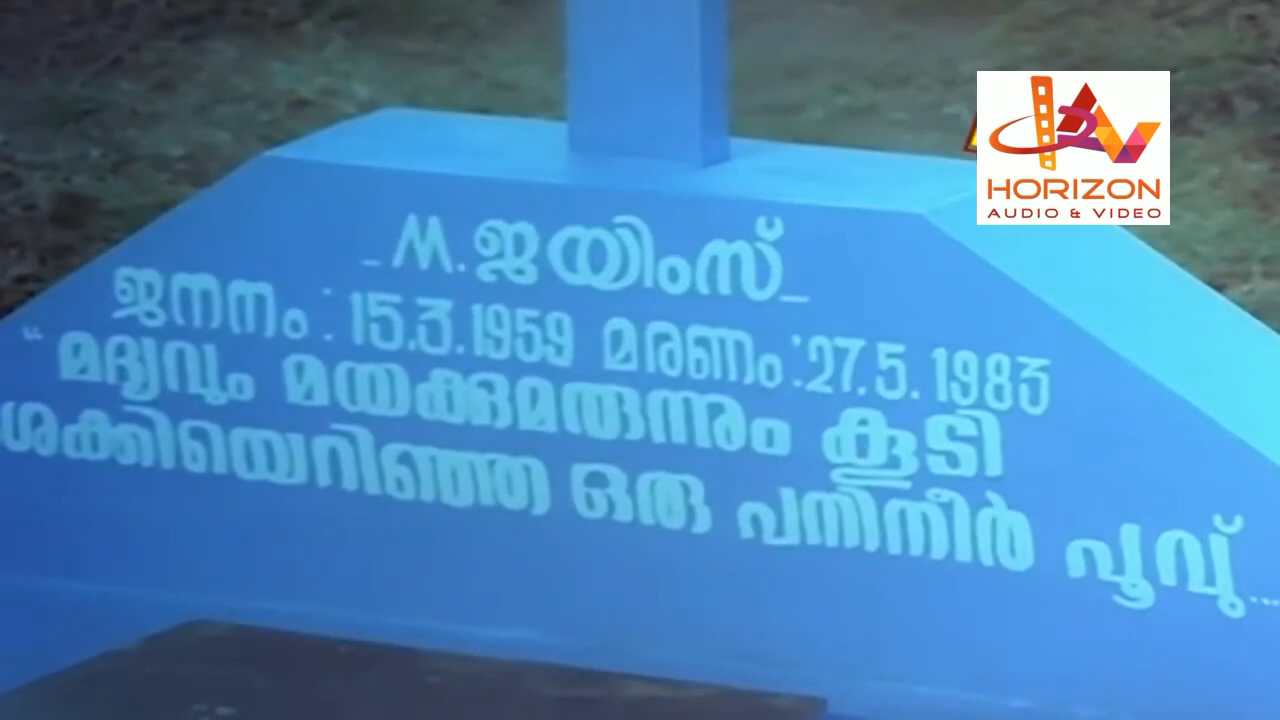 HORIZON
AUDIO & VIDEO
- M. ജയിംസ് -
ജനനം : 15.3.1959 മരണം : 27.5.1983
“ മദ്യവും മയക്കുമരുന്നും കൂടി
ശക്കിയെറിഞ്ഞ ഒരു പനിനീർ പൂവു് ...